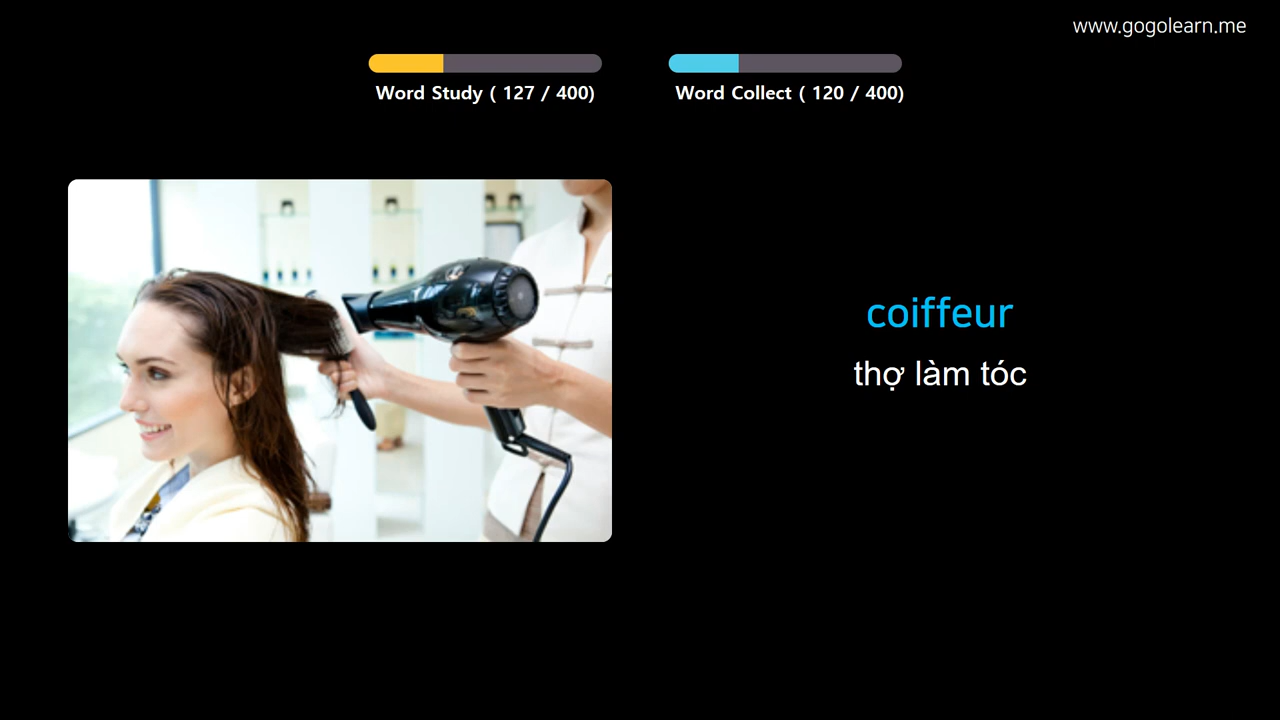 www.gogolearn.me
Word Study ( 127 / 400)
Word Collect ( 120 / 400)
coiffeur
thợ làm tóc